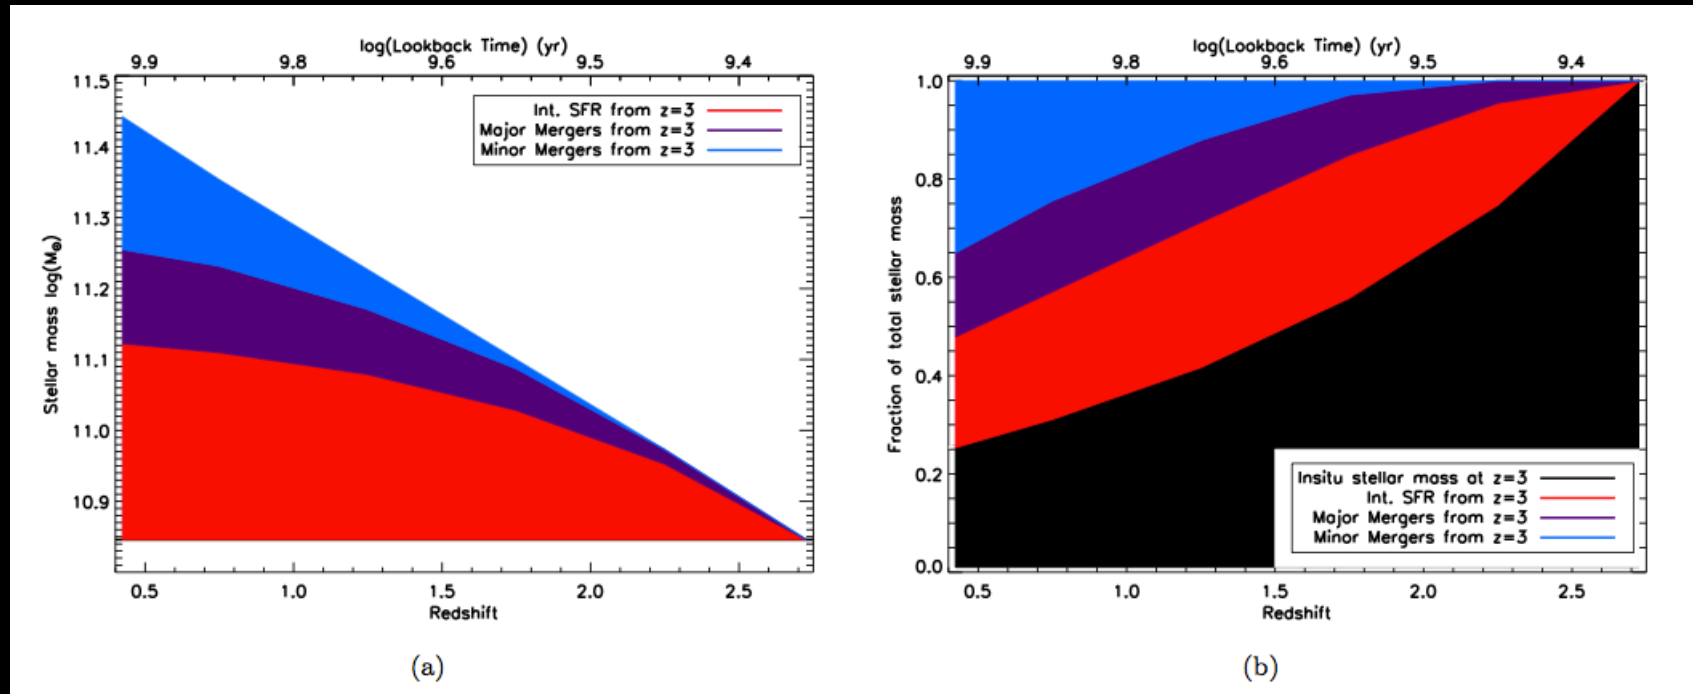 log(Lookback Time) (yr)
9.9 9.8 9.6 9.5 9.4
11.5
11.4
11.3
11.2
11.1
11.0
10.9
Stellar mass log(M⊙)
Int. SFR from z=3
Major Mergers from z=3
Minor Mergers from z=3
0.5 1.0 1.5 2.0 2.5
Redshift
(a)
log(Lookback Time) (yr)
9.9 9.8 9.6 9.5 9.4
1.0
0.8
0.6
0.4
0.2
0.0
Fraction of total stellar mass
Insitu stellar mass at z=3
Int. SFR from z=3
Major Mergers from z=3
Minor Mergers from z=3
0.5 1.0 1.5 2.0 2.5
Redshift
(b)